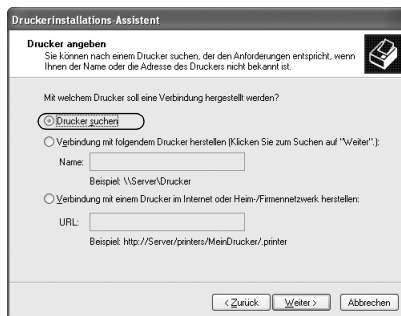 Druckerinstallations-Assistent
Drucker angeben
Sie können nach einem Drucker suchen, der den Anforderungen entspricht, wenn
Ihnen der Name oder die Adresse des Druckers nicht bekannt ist.
Mit welchem Drucker soll eine Verbindung hergestellt werden?
Drucker suchen
Verbindung mit folgendem Drucker herstellen (Klicken Sie zum Suchen auf "Weiter".):
Name:
Beispiel: \\Server\Drucker
Verbindung mit einem Drucker im Internet oder Heim-/Firmennetzwerk herstellen:
URL:
Beispiel: http://Server/printers/MeinDrucker/.printer
< Zurück Weiter > Abbrechen